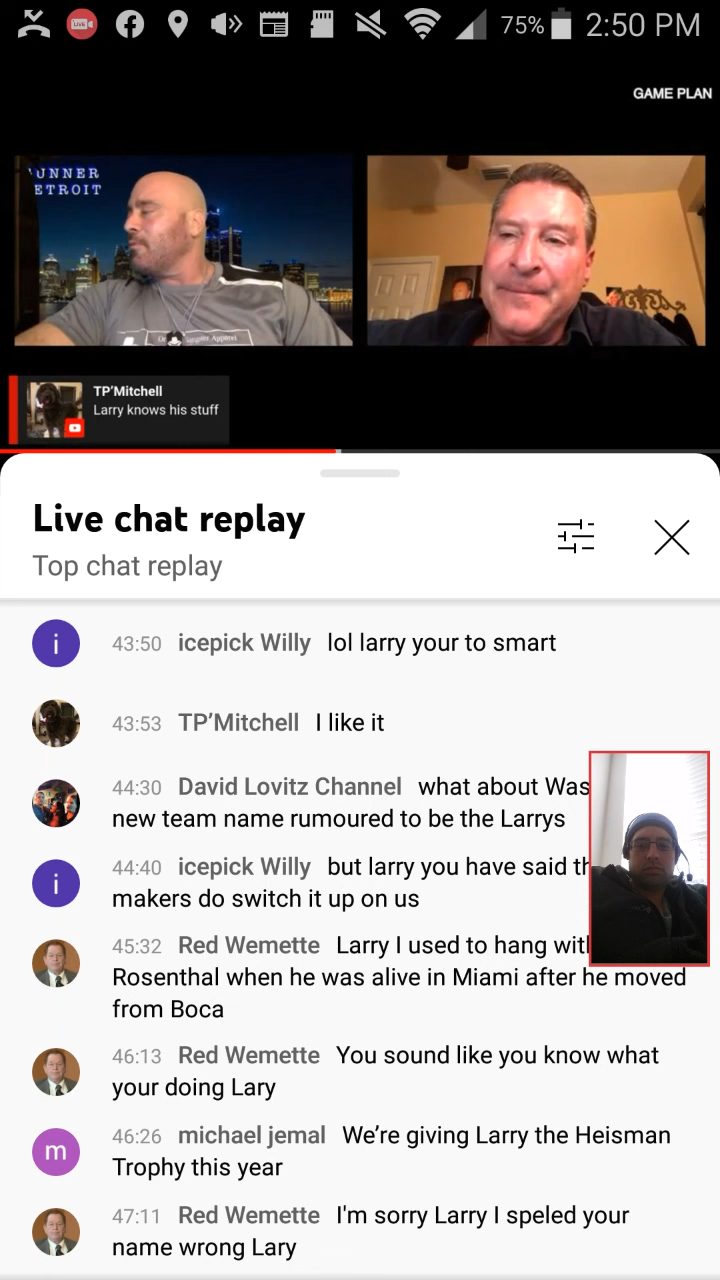 LIVE
75% 2:50 PM
GAME PLAN
UNNER
ETROIT
TP'Mitchell
Larry knows his stuff
Live chat replay
Top chat replay
i 43:50 icepick Willy lol larry your to smart
43:53 TP'Mitchell I like it
44:30 David Lovitz Channel what about Was
new team name rumoured to be the Larrys
i 44:40 icepick Willy but larry you have said th
makers do switch it up on us
45:32 Red Wemette Larry I used to hang with
Rosenthal when he was alive in Miami after he moved
from Boca
46:13 Red Wemette You sound like you know what
your doing Lary
m 46:26 michael jemal We're giving Larry the Heisman
Trophy this year
47:11 Red Wemette I'm sorry Larry I speled your
name wrong Lary